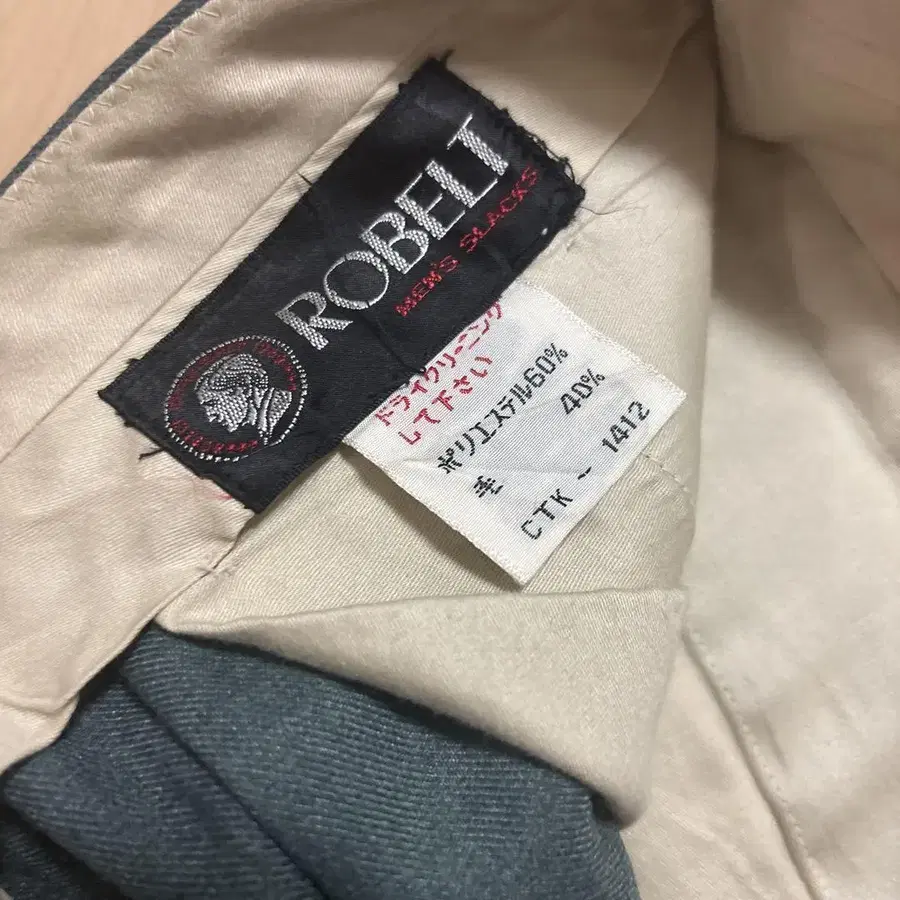 ROBELT
MEN'S SLACKS
ドライクリーニング
して下さい
ポリエステル60%
毛 40%
CTK - 1412